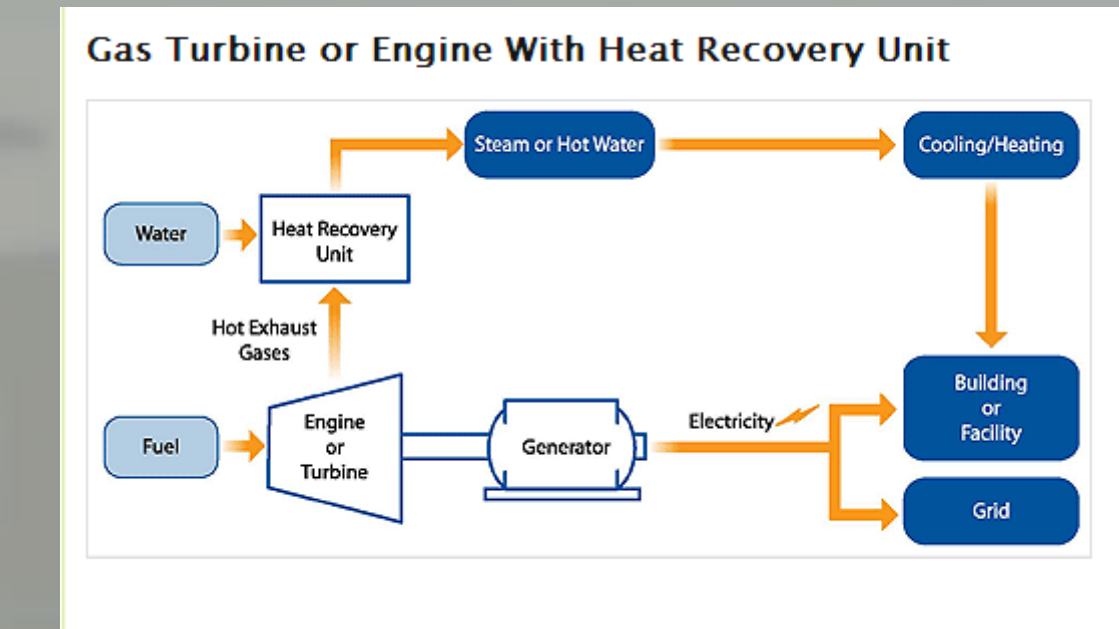 Gas Turbine or Engine With Heat Recovery Unit
Steam or Hot Water
Cooling/Heating
Water
Heat Recovery
Unit
Hot Exhaust
Gases
Fuel
Engine
or
Turbine
Generator
Electricity
Building
or
Facility
Grid